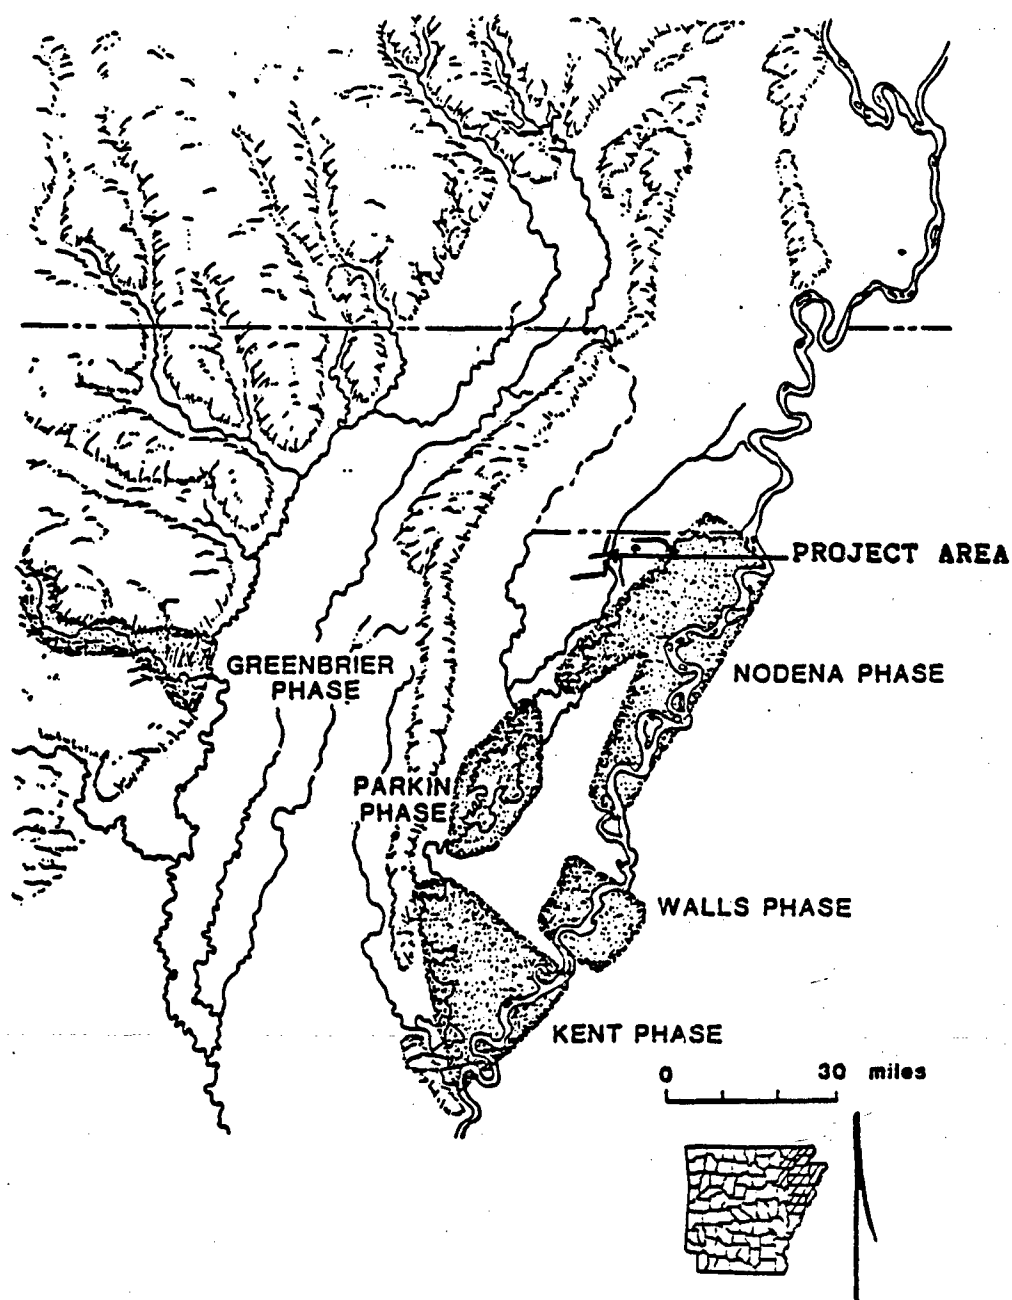 PROJECT AREA
GREENBRIER
PHASE
NODENA PHASE
PARKIN
PHASE
WALLS PHASE
KENT PHASE
0 30 miles